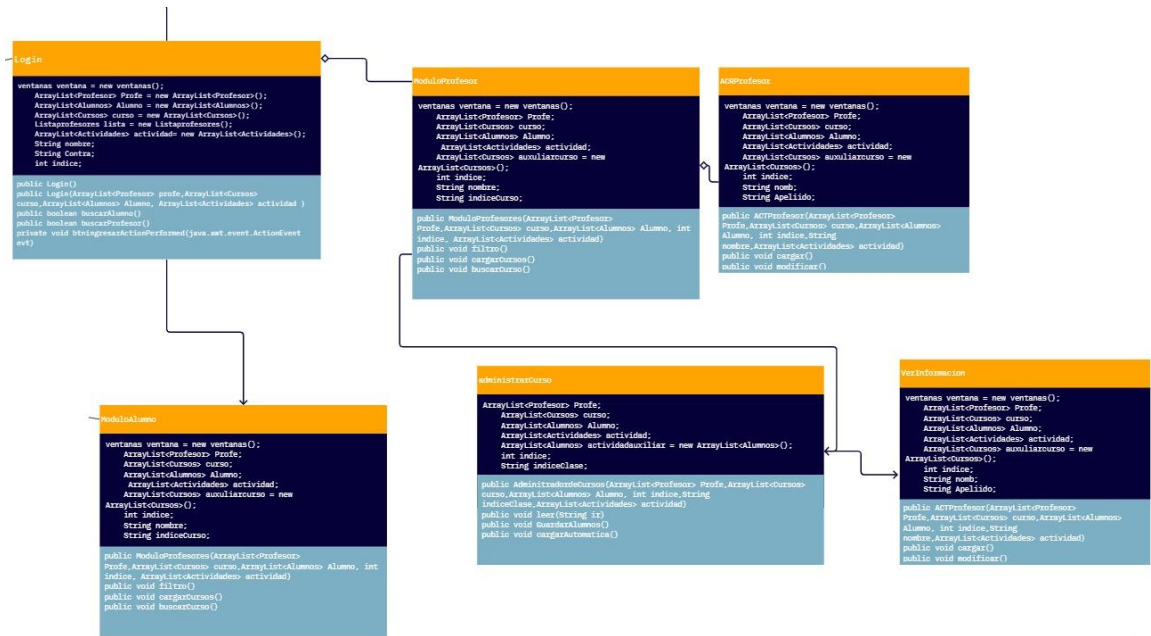 Login
ventanas ventana = new ventanas();
ArrayList<Profesor> Profe = new ArrayList<Profesor>();
ArrayList<Alumnos> Alumno = new ArrayList<Alumnos>();
ArrayList<Cursos> curso = new ArrayList<Cursos>();
Listaprofesores lista = new Listaprofesores();
ArrayList<Actividades> actividad= new ArrayList<Actividades>();
String nombre;
String Contra;
int indice;
public Login()
public Login(ArrayList<Profesor> profe,ArrayList<Cursos>
curso,ArrayList<Alumnos> Alumno, ArrayList<Actividades> actividad )
public boolean buscarAlumno()
public boolean buscarProfesor()
private void btningresarActionPerformed(java.awt.event.ActionEvent
evt)
ModuloProfesor
ventanas ventana = new ventanas();
ArrayList<Profesor> Profe;
ArrayList<Cursos> curso;
ArrayList<Alumnos> Alumno;
ArrayList<Actividades> actividad;
ArrayList<Cursos> auxuliarcurso = new
ArrayList<Cursos>();
int indice;
String nombre;
String indiceCurso;
public ModuloProfesores(ArrayList<Profesor>
Profe,ArrayList<Cursos> curso,ArrayList<Alumnos> Alumno, int
indice, ArrayList<Actividades> actividad)
public void filtro()
public void cargarCursos()
public void buscarCurso()
ACRProfesor
ventanas ventana = new ventanas();
ArrayList<Profesor> Profe;
ArrayList<Cursos> curso;
ArrayList<Alumnos> Alumno;
ArrayList<Actividades> actividad;
ArrayList<Cursos> auxuliarcurso = new
ArrayList<Cursos>();
int indice;
String nomb;
String Apeliido;
public ACTProfesor(ArrayList<Profesor>
Profe,ArrayList<Cursos> curso,ArrayList<Alumnos>
Alumno, int indice,String
nombre,ArrayList<Actividades> actividad)
public void cargar()
public void modificar()
ModuloAlumno
ventanas ventana = new ventanas();
ArrayList<Profesor> Profe;
ArrayList<Cursos> curso;
ArrayList<Alumnos> Alumno;
ArrayList<Actividades> actividad;
ArrayList<Cursos> auxuliarcurso = new
ArrayList<Cursos>();
int indice;
String nombre;
String indiceCurso;
public ModuloProfesores(ArrayList<Profesor>
Profe,ArrayList<Cursos> curso,ArrayList<Alumnos> Alumno, int
indice, ArrayList<Actividades> actividad)
public void filtro()
public void cargarCursos()
public void buscarCurso()
administrarCurso
ArrayList<Profesor> Profe;
ArrayList<Cursos> curso;
ArrayList<Alumnos> Alumno;
ArrayList<Actividades> actividad;
ArrayList<Alumnos> actividadauxiliar = new ArrayList<Alumnos>();
int indice;
String indiceClase;
public AdminitradordeCursos(ArrayList<Profesor> Profe,ArrayList<Cursos>
curso,ArrayList<Alumnos> Alumno, int indice,String
indiceClase,ArrayList<Actividades> actividad)
public void leer(String ir)
public void GuardarAlumnos()
public void cargarAutomatica()
VerInformacion
ventanas ventana = new ventanas();
ArrayList<Profesor> Profe;
ArrayList<Cursos> curso;
ArrayList<Alumnos> Alumno;
ArrayList<Actividades> actividad;
ArrayList<Cursos> auxuliarcurso = new
ArrayList<Cursos>();
int indice;
String nomb;
String Apeliido;
public ACTProfesor(ArrayList<Profesor>
Profe,ArrayList<Cursos> curso,ArrayList<Alumnos>
Alumno, int indice,String
nombre,ArrayList<Actividades> actividad)
public void cargar()
public void modificar()